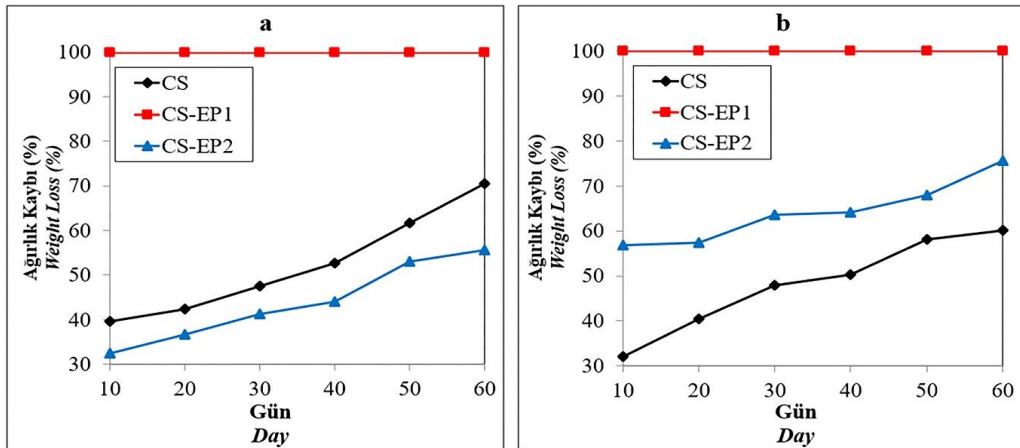 a
100
90
80
70
60
50
40
30
Ağırlık Kaybı (%)
Weight Loss (%)
CS
CS-EP1
CS-EP2
10 20 30 40 50 60
Gün
Day
b
100
90
80
70
60
50
40
30
Ağırlık Kaybı (%)
Weight Loss (%)
CS
CS-EP1
CS-EP2
10 20 30 40 50 60
Gün
Day